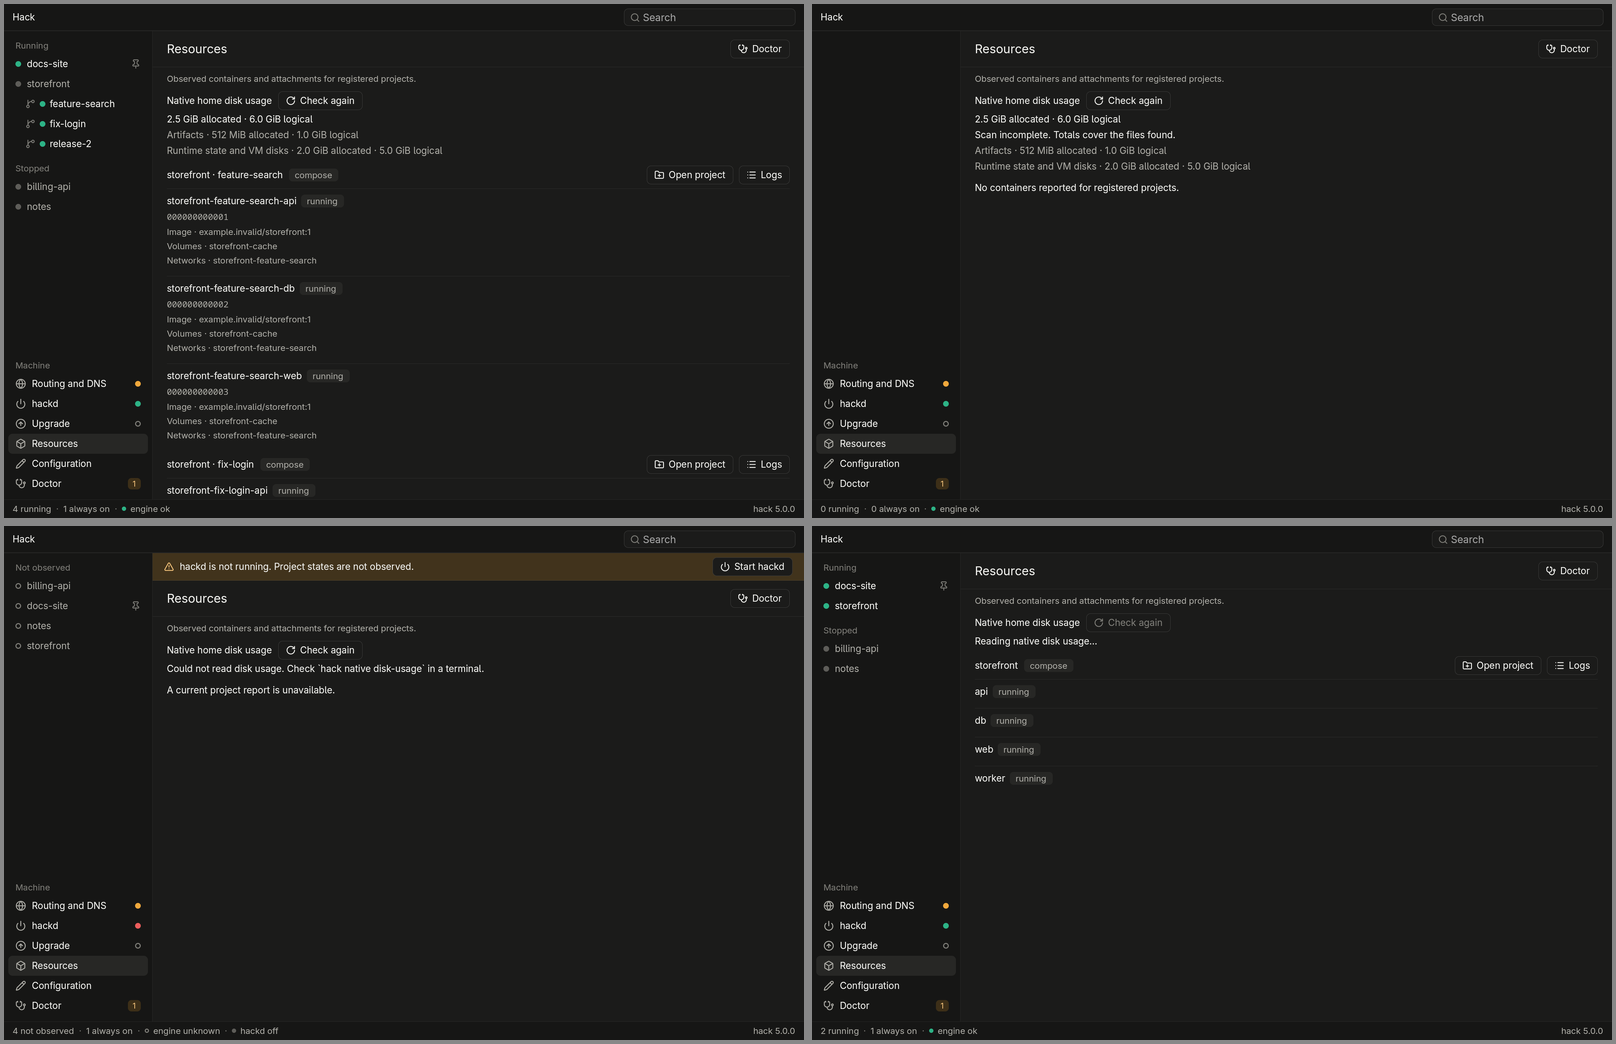 Hack
Search
Running
docs-site
storefront
feature-search
fix-login
release-2
Stopped
billing-api
notes
Machine
Routing and DNS
hackd
Upgrade
Resources
Configuration
Doctor 1
Resources
Doctor
Observed containers and attachments for registered projects.
Native home disk usage Check again
2.5 GiB allocated · 6.0 GiB logical
Artifacts · 512 MiB allocated · 1.0 GiB logical
Runtime state and VM disks · 2.0 GiB allocated · 5.0 GiB logical
storefront · feature-search compose Open project Logs
storefront-feature-search-api running
000000000001
Image · example.invalid/storefront:1
Volumes · storefront-cache
Networks · storefront-feature-search
storefront-feature-search-db running
000000000002
Image · example.invalid/storefront:1
Volumes · storefront-cache
Networks · storefront-feature-search
storefront-feature-search-web running
000000000003
Image · example.invalid/storefront:1
Volumes · storefront-cache
Networks · storefront-feature-search
storefront · fix-login compose Open project Logs
storefront-fix-login-api running
4 running · 1 always on · engine ok
hack 5.0.0
Hack
Search
Machine
Routing and DNS
hackd
Upgrade
Resources
Configuration
Doctor 1
Resources
Doctor
Observed containers and attachments for registered projects.
Native home disk usage Check again
2.5 GiB allocated · 6.0 GiB logical
Scan incomplete. Totals cover the files found.
Artifacts · 512 MiB allocated · 1.0 GiB logical
Runtime state and VM disks · 2.0 GiB allocated · 5.0 GiB logical
No containers reported for registered projects.
0 running · 0 always on · engine ok
hack 5.0.0
Hack
Search
Not observed
billing-api
docs-site
notes
storefront
Machine
Routing and DNS
hackd
Upgrade
Resources
Configuration
Doctor 1
hackd is not running. Project states are not observed.
Start hackd
Resources
Doctor
Observed containers and attachments for registered projects.
Native home disk usage Check again
Could not read disk usage. Check `hack native disk-usage` in a terminal.
A current project report is unavailable.
4 not observed · 1 always on · engine unknown · hackd off
hack 5.0.0
Hack
Search
Running
docs-site
storefront
Stopped
billing-api
notes
Machine
Routing and DNS
hackd
Upgrade
Resources
Configuration
Doctor 1
Resources
Doctor
Observed containers and attachments for registered projects.
Native home disk usage Check again
Reading native disk usage...
storefront compose Open project Logs
api running
db running
web running
worker running
2 running · 1 always on · engine ok
hack 5.0.0